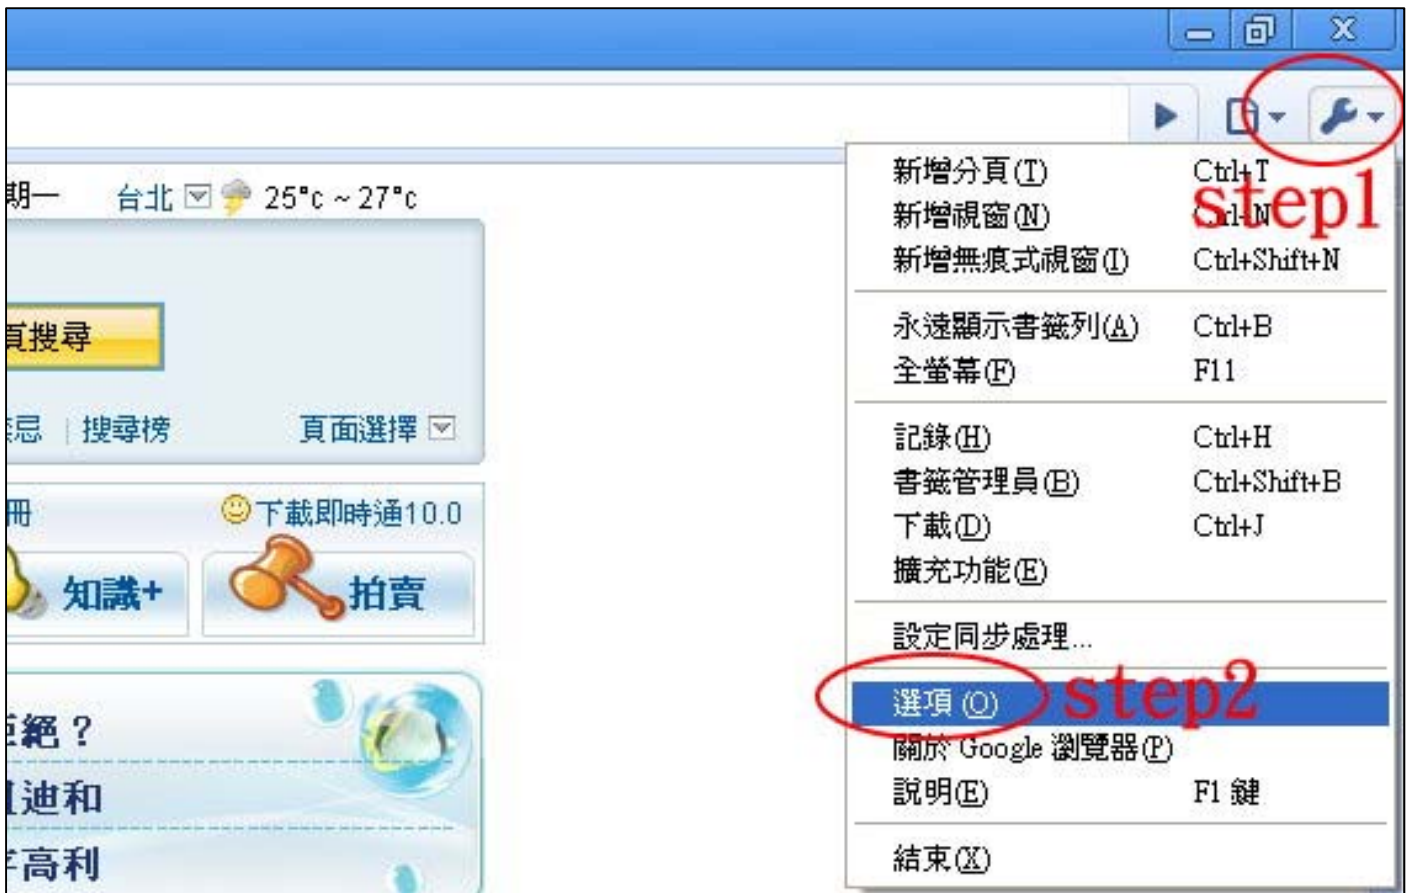 X
期一 台北 25°c ~ 27°c
頁搜尋
忌 | 搜尋榜 頁面選擇
冊 下載即時通10.0
知識+ 拍賣
拒絕？
迪和
高利
新增分頁(T) Ctrl+T
step1
新增視窗(N) Ctrl+N
新增無痕式視窗(I) Ctrl+Shift+N
永遠顯示書籤列(A) Ctrl+B
全螢幕(F) F11
記錄(H) Ctrl+H
書籤管理員(B) Ctrl+Shift+B
下載(D) Ctrl+J
擴充功能(E)
設定同步處理...
選項(O) step2
關於 Google 瀏覽器(P)
說明(E) F1 鍵
結束(X)